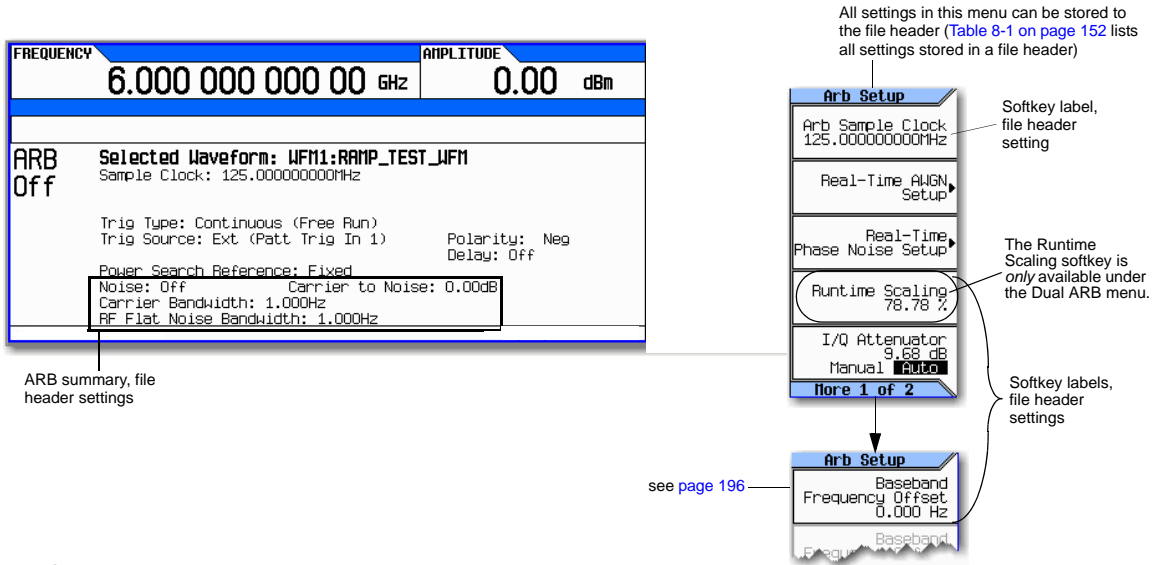 All settings in this menu can be stored to
the file header (Table 8-1 on page 152 lists
all settings stored in a file header)
FREQUENCY
6.000 000 000 00 GHz
AMPLITUDE
0.00 dBm
ARB
Off
Selected Waveform: WFM1:RAMP_TEST_WFM
Sample Clock: 125.000000000MHz
Trig Type: Continuous (Free Run)
Trig Source: Ext (Patt Trig In 1) Polarity: Neg
Delay: Off
Power Search Reference: Fixed
Noise: Off Carrier to Noise: 0.00dB
Carrier Bandwidth: 1.000Hz
RF Flat Noise Bandwidth: 1.000Hz
ARB summary, file
header settings
Arb Setup
Arb Sample Clock
125.000000000MHz
Softkey label,
file header
setting
Real-Time AWGN
Setup
Real-Time
Phase Noise Setup
The Runtime
Scaling softkey is
only available under
the Dual ARB menu.
Runtime Scaling
78.78 %
I/Q Attenuator
9.68 dB
Manual Auto
More 1 of 2
Softkey labels,
file header
settings
Arb Setup
see page 196
Baseband
Frequency Offset
0.000 Hz
Baseband